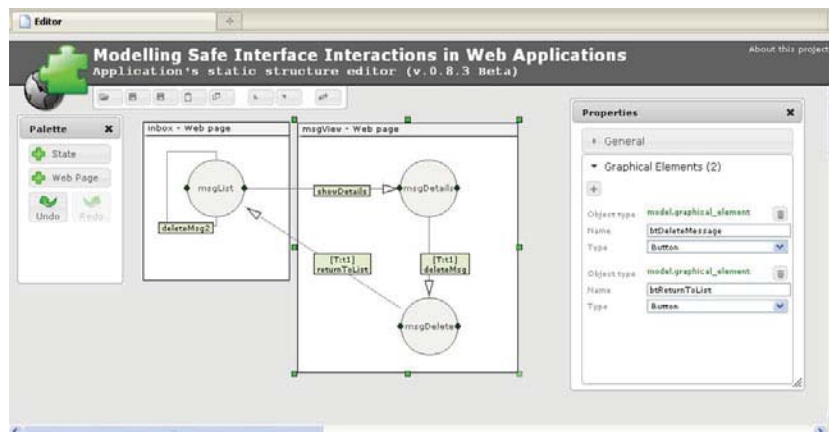 Editor
Modelling Safe Interface Interactions in Web Applications
About this project
Application's static structure editor (v.0.8.3 Beta)
Palette
State
Web Page
Undo
Redo
inbox - Web page
msgList
deleteMsg2
showDetails
msgView - Web page
msgDetails
[T:t1]
returnToList
[T:t1]
deleteMsg
msgDelete
Properties
General
Graphical Elements (2)
Object type
model.graphical_element
Name
btDeleteMessage
Type
Button
Object type
model.graphical_element
Name
btReturnToList
Type
Button